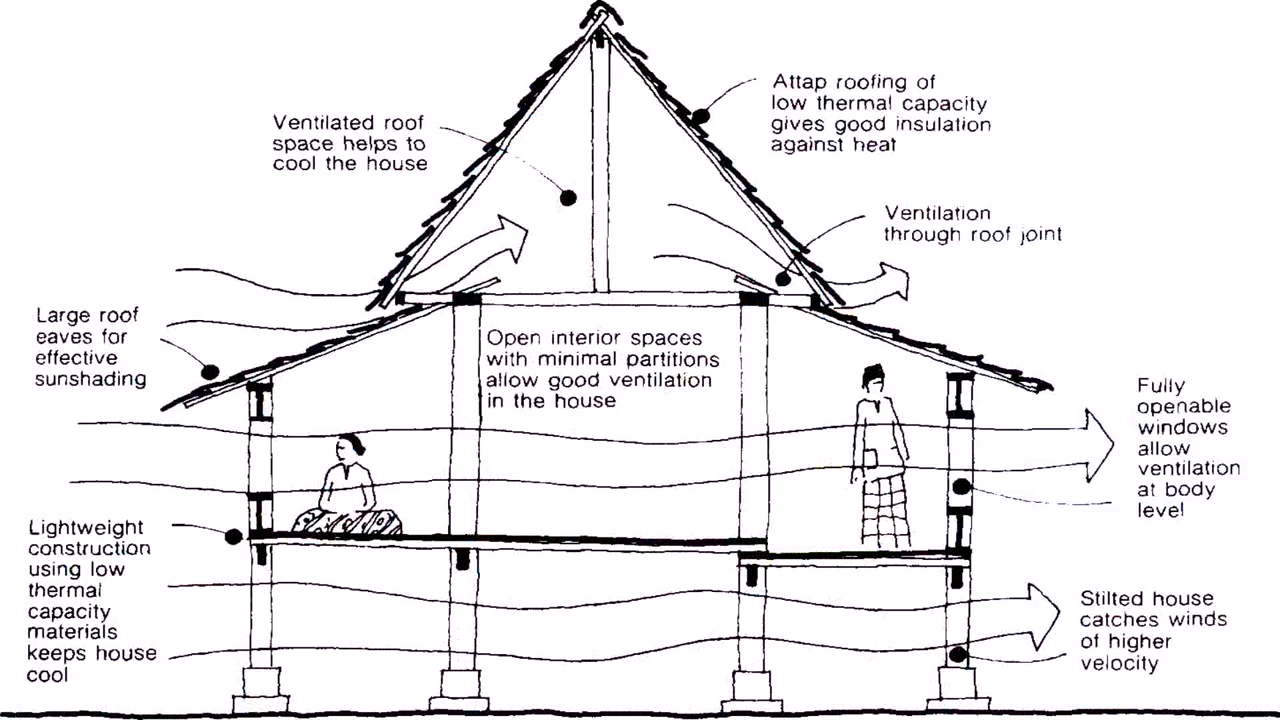 Attap roofing of
low thermal capacity
gives good insulation
against heat
Ventilated roof
space helps to
cool the house
Ventilation
through roof joint
Large roof
eaves for
effective
sunshading
Open interior spaces
with minimal partitions
allow good ventilation
in the house
Fully
openable
windows
allow
ventilation
at body
level
Lightweight
construction
using low
thermal
capacity
materials
keeps house
cool
Stilted house
catches winds
of higher
velocity